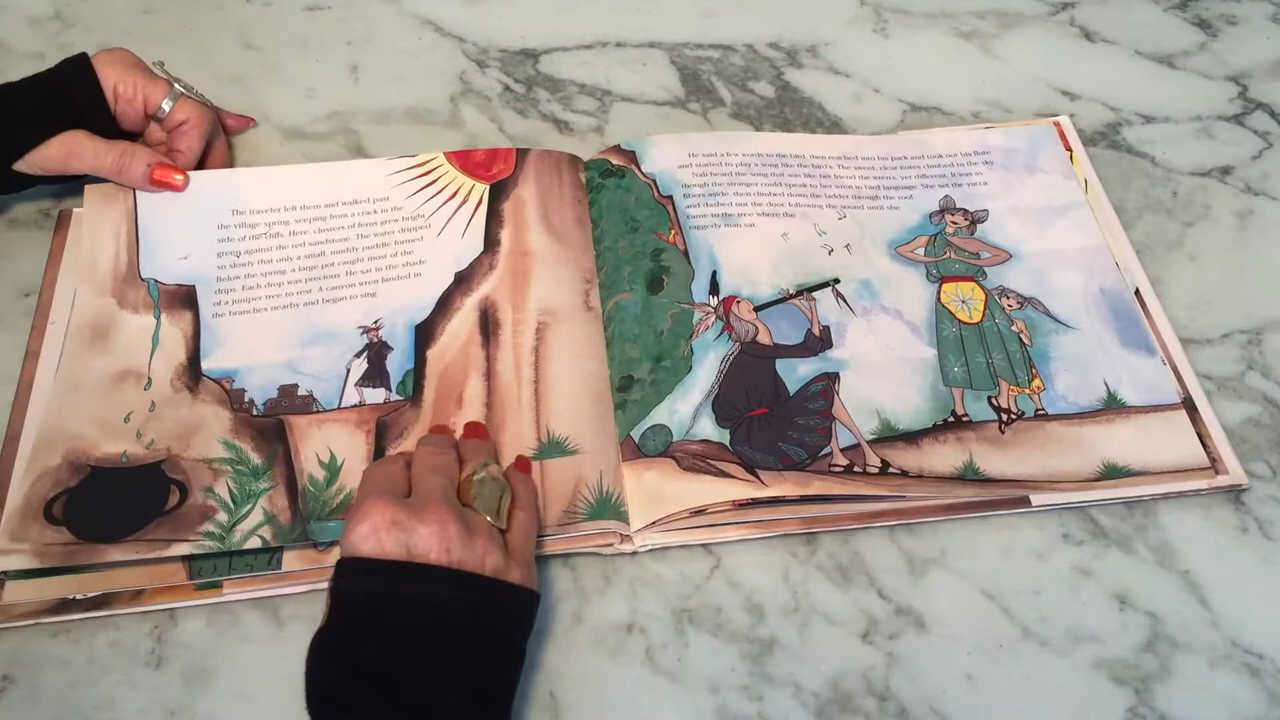 The traveler left them and walked past
the village spring, seeping from a crack in the
side of the cliffs. Here, clusters of ferns grew bright
green against the red sandstone. The water dripped
so slowly that only a small, muddy puddle formed
Below the spring, a large pot caught most of the
drips. Each drop was precious. He sat in the shade
of a juniper tree to rest. A canyon wren landed in
the branches nearby and began to sing
He said a few words to the bird, then reached into his pack and took out his flute
and started to play a song like the bird's. The sweet, clear notes climbed to the sky
Nali heard the song that was like her friend the wren's, yet different. It was as
though the stranger could speak to her wren in bird language. She set the yucca
fibers aside, then climbed down the ladder through the roof
and dashed out the door, following the sound until she
came to the tree where the
raggedy man sat.